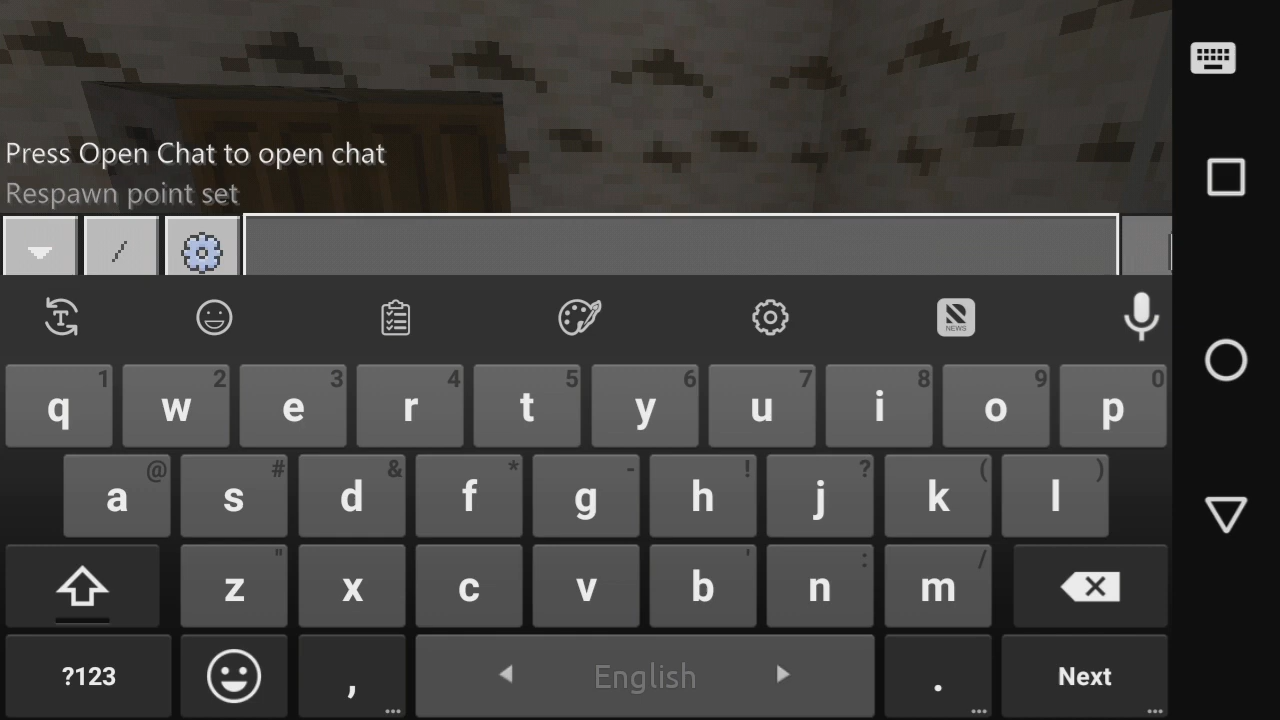 Press Open Chat to open chat
Respawn point set
/
T
NEWS
1 2 3 4 5 6 7 8 9 0
q w e r t y u i o p
@ # & * - ! ? ( )
a s d f g h j k l
" ' : /
z x c v b n m
?123 , English . Next